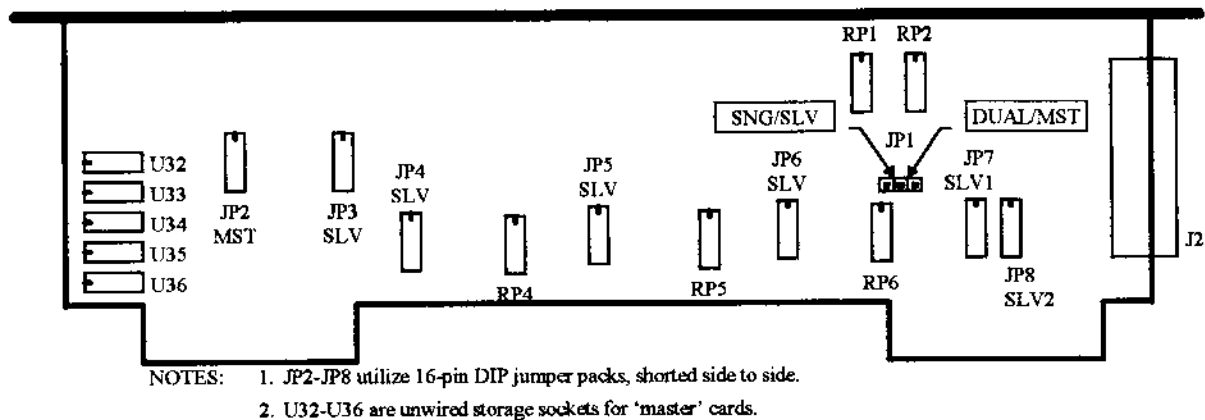 RP1 RP2
SNG/SLV DUAL/MST
JP1
U32
U33
U34
U35
U36
JP2
MST
JP3
SLV
JP4
SLV
JP5
SLV
JP6
SLV
JP7
SLV1
J2
RP4
RP5
RP6
JP8
SLV2
NOTES: 1. JP2-JP8 utilize 16-pin DIP jumper packs, shorted side to side.
2. U32-U36 are unwired storage sockets for 'master' cards.